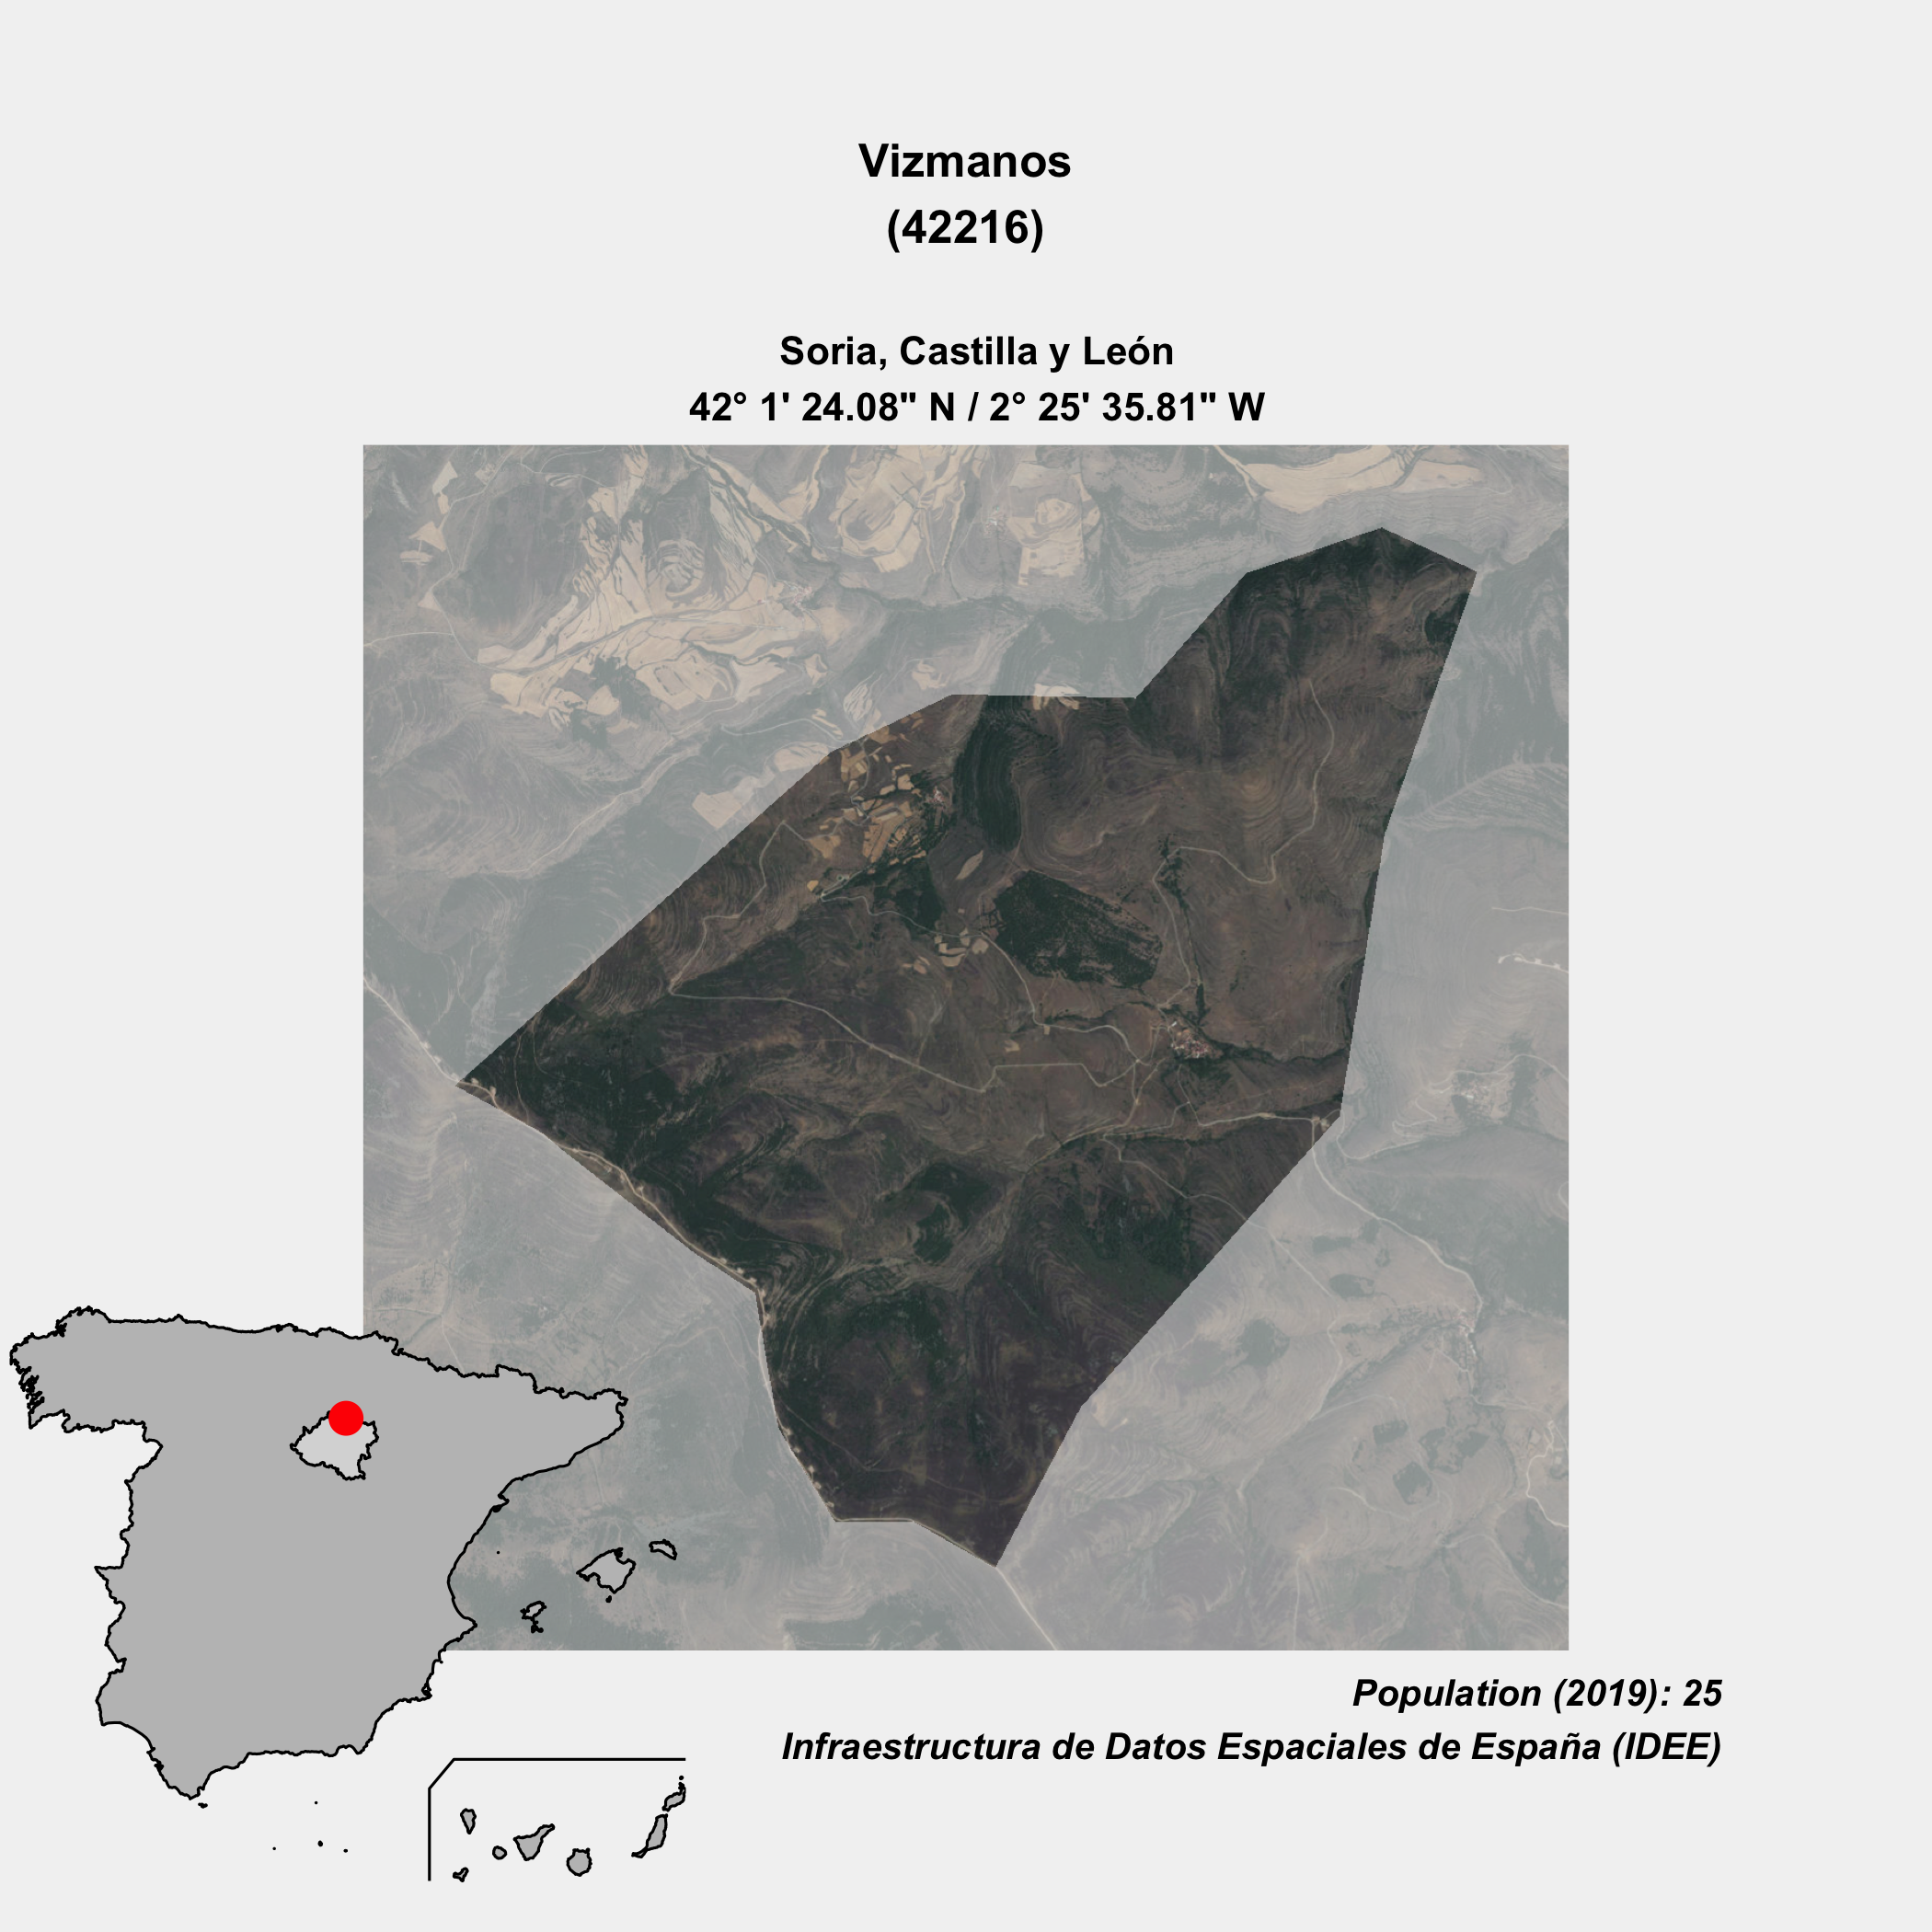 Vizmanos
(42216)
Soria, Castilla y León
42° 1' 24.08" N / 2° 25' 35.81" W
Population (2019): 25
Infraestructura de Datos Espaciales de España (IDEE)